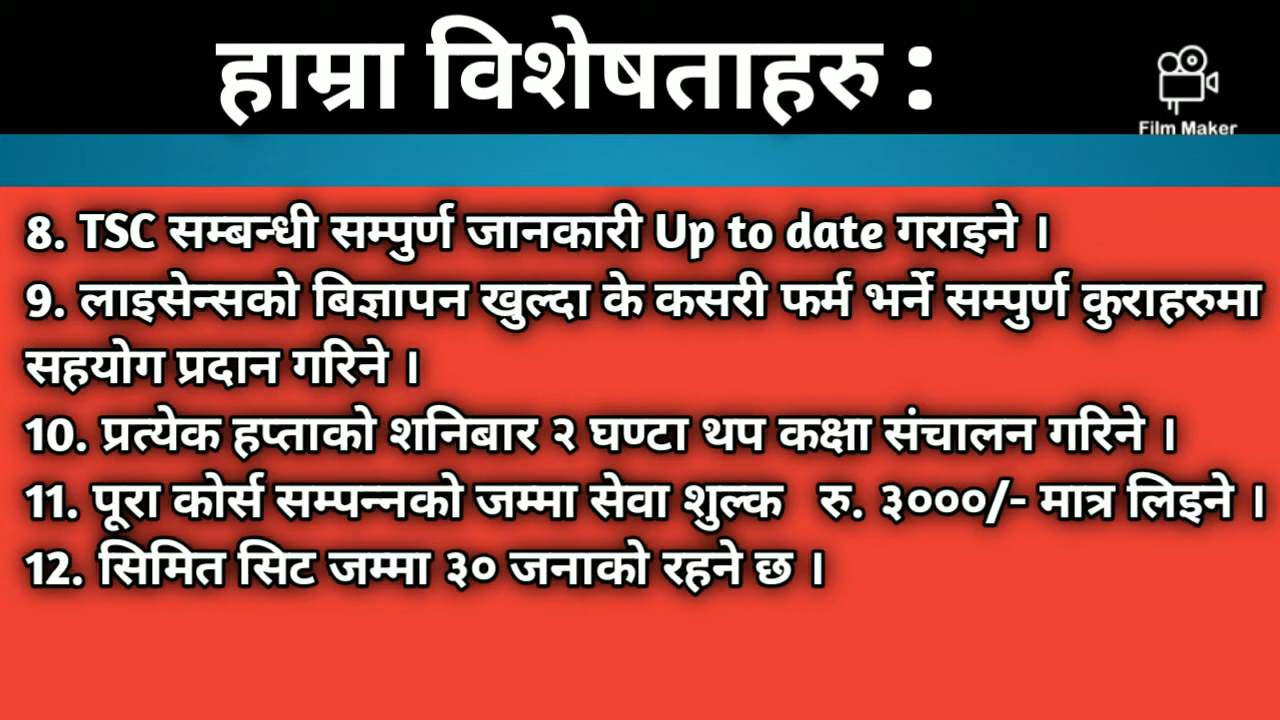 हाम्रा विशेषताहरु :
Film Maker
8. TSC सम्बन्धी सम्पुर्ण जानकारी Up to date गराइने ।
9. लाइसेन्सको बिज्ञापन खुल्दा के कसरी फर्म भर्ने सम्पुर्ण कुराहरुमा
सहयोग प्रदान गरिने ।
10. प्रत्येक हप्ताको शनिबार २ घण्टा थप कक्षा संचालन गरिने ।
11. पूरा कोर्स सम्पन्नको जम्मा सेवा शुल्क रु. ३०००/- मात्र लिइने ।
12. सिमित सिट जम्मा ३० जनाको रहने छ ।